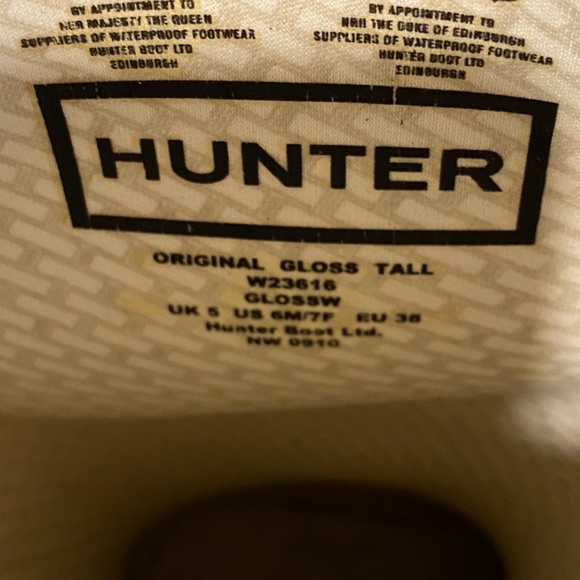 BY APPOINTMENT TO
HER MAJESTY THE QUEEN
SUPPLIERS OF WATERPROOF FOOTWEAR
HUNTER BOOT LTD
EDINBURGH
BY APPOINTMENT TO
HRH THE DUKE OF EDINBURGH
SUPPLIERS OF WATERPROOF FOOTWEAR
HUNTER BOOT LTD
EDINBURGH
HUNTER
ORIGINAL GLOSS TALL
W23616
GLOSSW
UK 5 US 6M/7F EU 38
Hunter Boot Ltd.
NW 0910